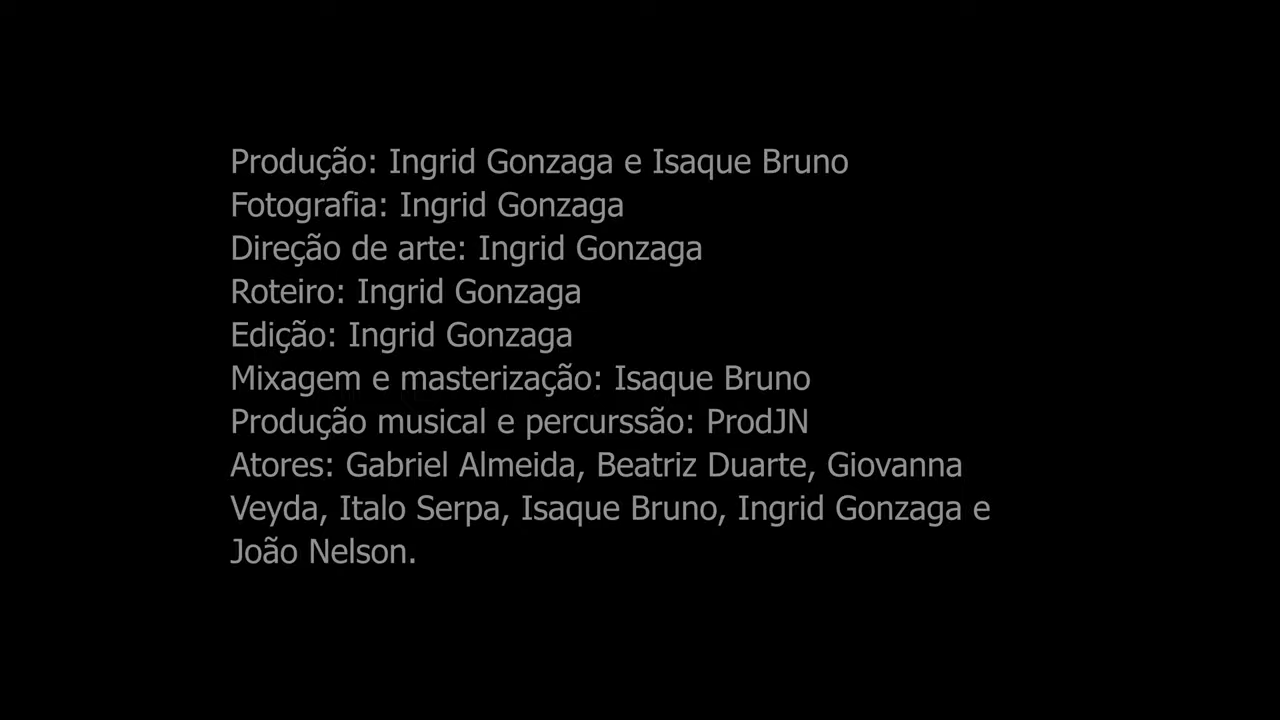 Produção: Ingrid Gonzaga e Isaque Bruno
Fotografia: Ingrid Gonzaga
Direção de arte: Ingrid Gonzaga
Roteiro: Ingrid Gonzaga
Edição: Ingrid Gonzaga
Mixagem e masterização: Isaque Bruno
Produção musical e percurssão: ProdJN
Atores: Gabriel Almeida, Beatriz Duarte, Giovanna
Veyda, Italo Serpa, Isaque Bruno, Ingrid Gonzaga e
João Nelson.